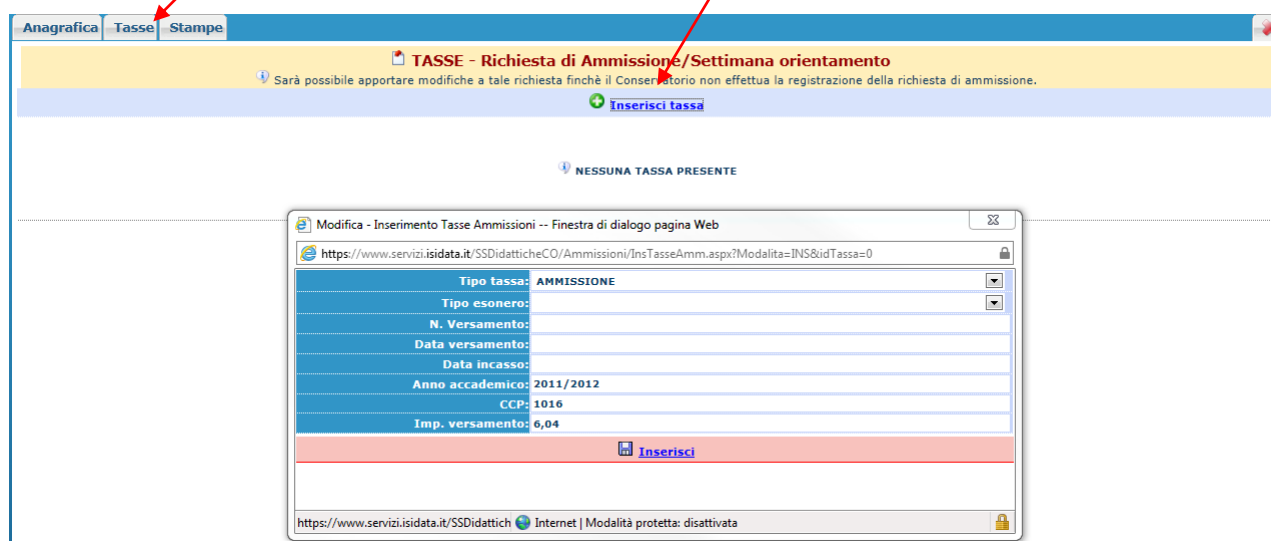 Anagrafica Tasse Stampe
TASSE - Richiesta di Ammissione/Settimana orientamento
Sarà possibile apportare modifiche a tale richiesta finchè il Conservatorio non effettua la registrazione della richiesta di ammissione.
Inserisci tassa
NESSUNA TASSA PRESENTE
Modifica - Inserimento Tasse Ammissioni -- Finestra di dialogo pagina Web
https://www.servizi.isidata.it/SSDidatticheCO/Ammissioni/InsTasseAmm.aspx?Modalita=INS&idTassa=0
Tipo tassa: AMMISSIONE
Tipo esonero:
N. Versamento:
Data versamento:
Data incasso:
Anno accademico: 2011/2012
CCP: 1016
Imp. versamento: 6,04
Inserisci
https://www.servizi.isidata.it/SSDidattich Internet | Modalità protetta: disattivata